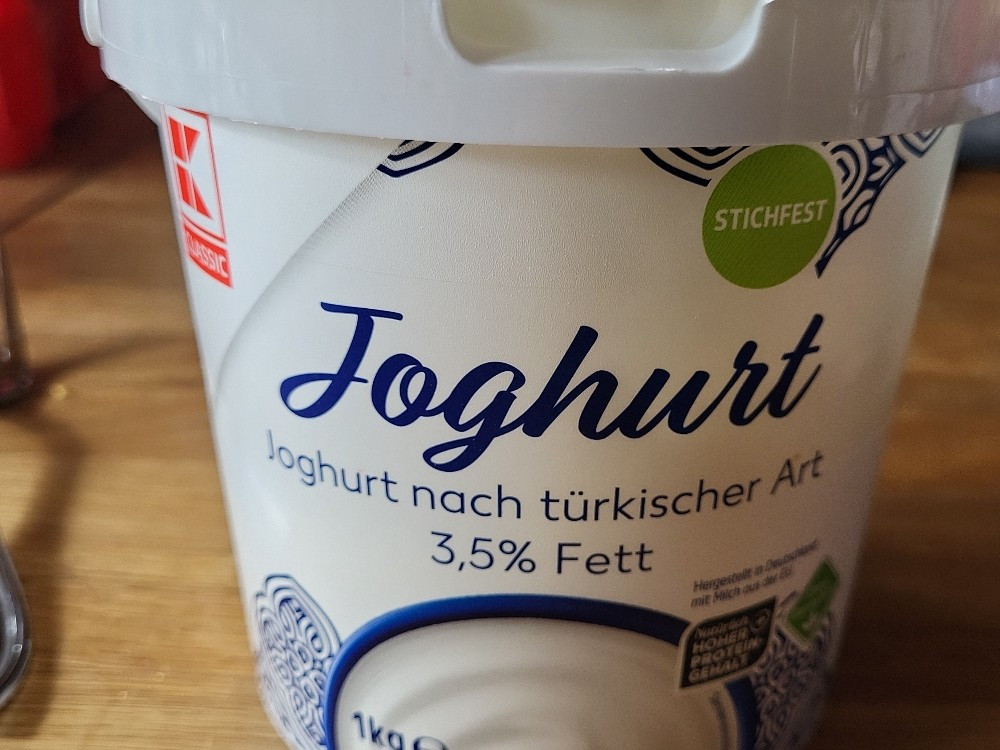 K
CLASSIC
STICHFEST
Joghurt
Joghurt nach türkischer Art
3,5% Fett
Hergestellt in Deutschland
mit Milch aus der EU.
Natürlich
HOHER
PROTEIN
GEHALT
1kg e